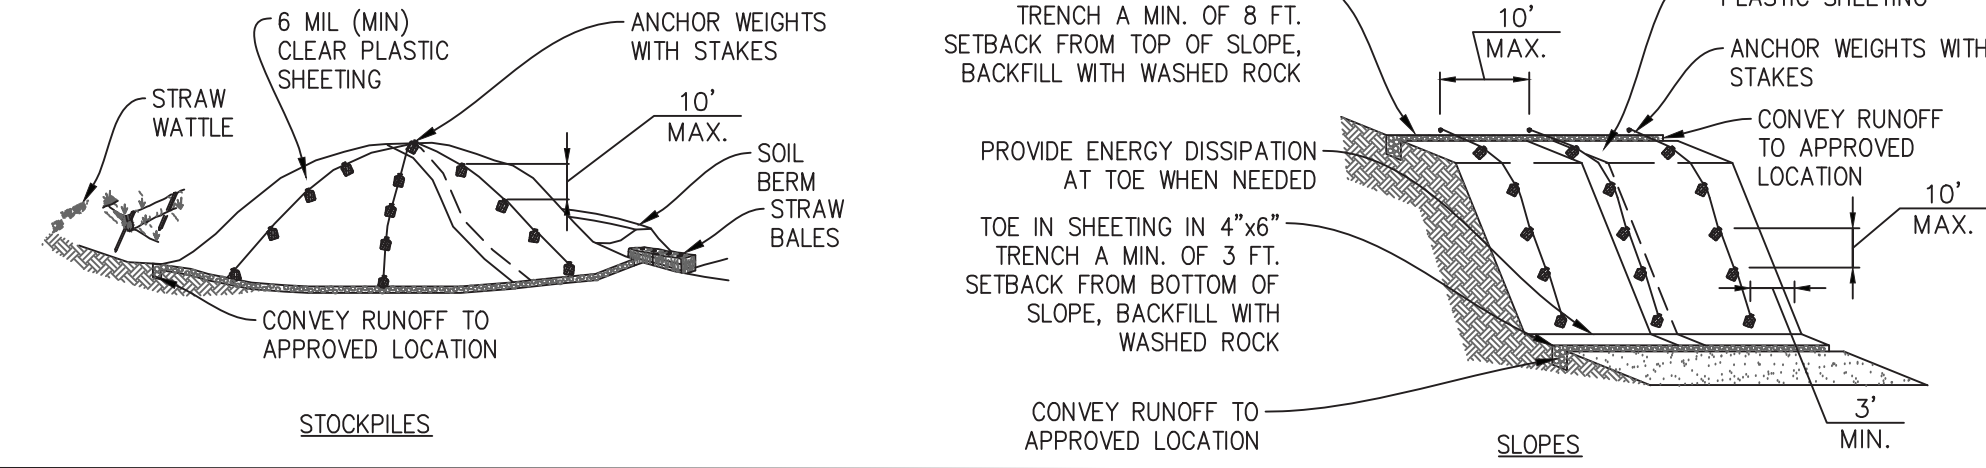 6 MIL (MIN)
CLEAR PLASTIC
SHEETING
ANCHOR WEIGHTS
WITH STAKES
STRAW
WATTLE
10'
MAX.
SOIL
BERM
STRAW
BALES
CONVEY RUNOFF TO
APPROVED LOCATION
STOCKPILES
TRENCH A MIN. OF 8 FT.
SETBACK FROM TOP OF SLOPE,
BACKFILL WITH WASHED ROCK
10'
MAX.
PLASTIC SHEETING
ANCHOR WEIGHTS WITH
STAKES
CONVEY RUNOFF
TO APPROVED
LOCATION
PROVIDE ENERGY DISSIPATION
AT TOE WHEN NEEDED
10'
MAX.
TOE IN SHEETING IN 4"x6"
TRENCH A MIN. OF 3 FT.
SETBACK FROM BOTTOM OF
SLOPE, BACKFILL WITH
WASHED ROCK
CONVEY RUNOFF TO
APPROVED LOCATION
3'
MIN.
SLOPES